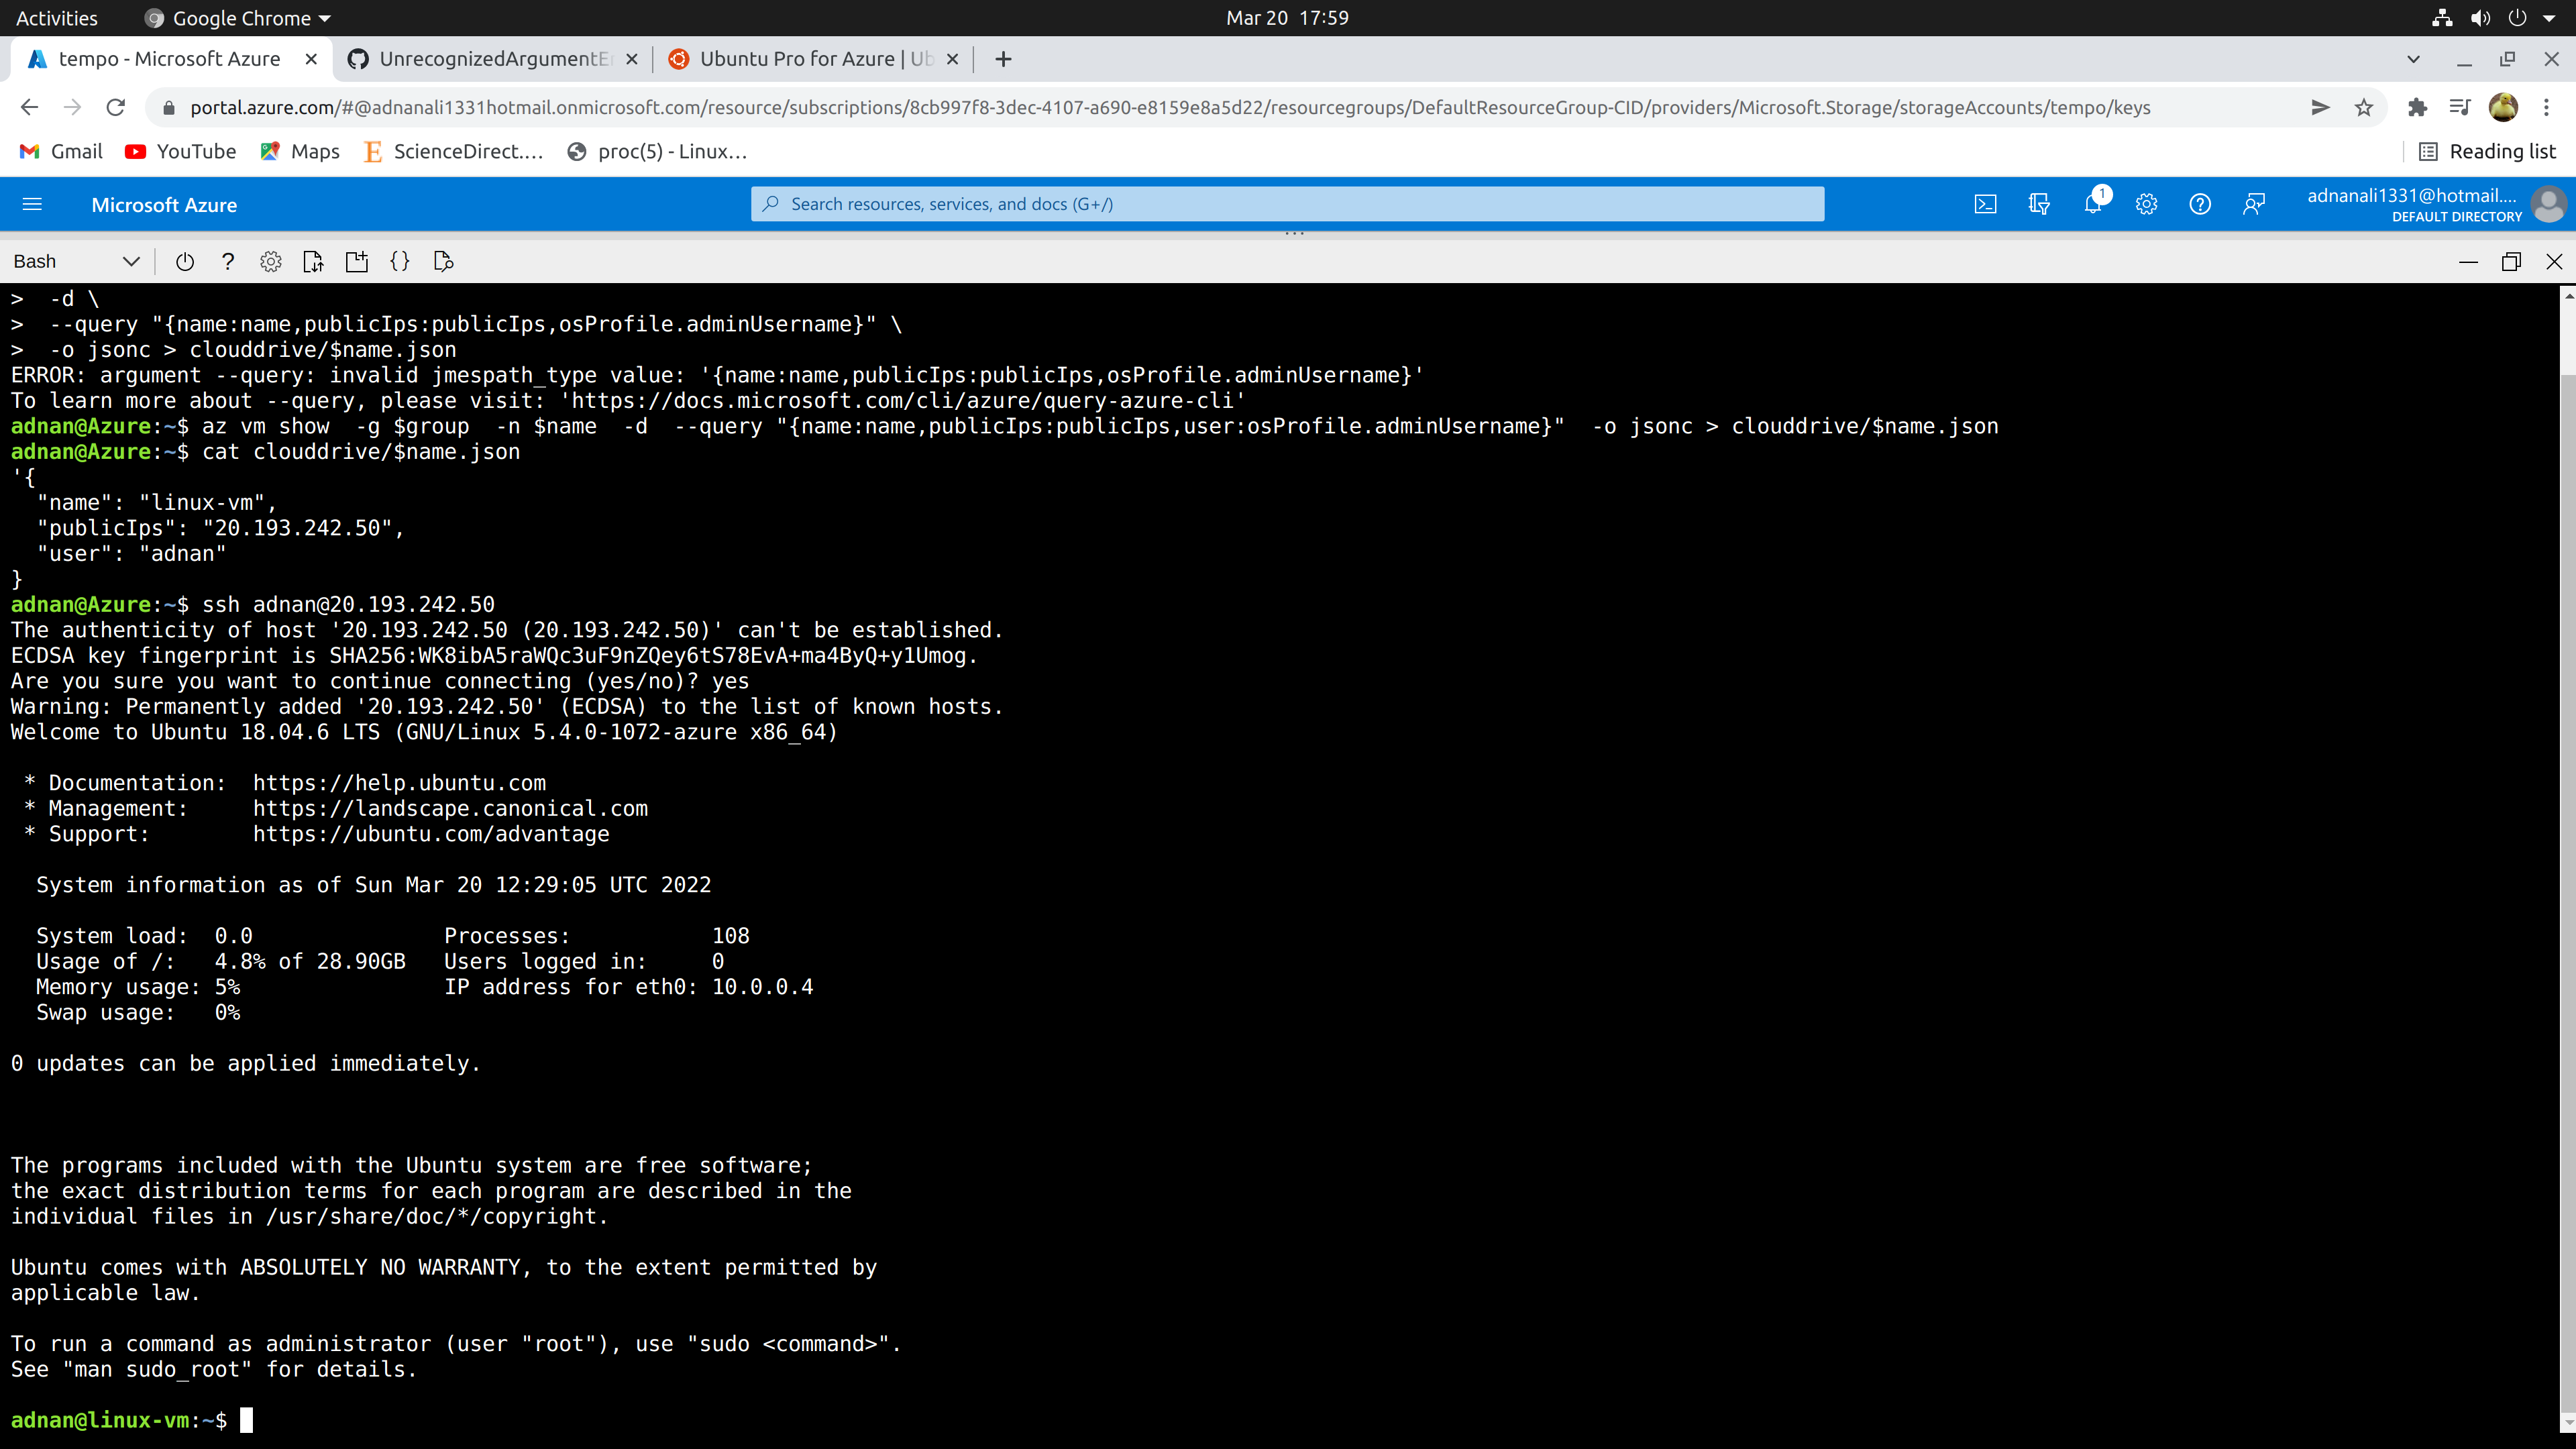 Activities Google Chrome Mar 20 17:59
tempo - Microsoft Azure UnrecognizedArgumentE Ubuntu Pro for Azure | Ub
portal.azure.com/#@adnanali1331hotmail.onmicrosoft.com/resource/subscriptions/8cb997f8-3dec-4107-a690-e8159e8a5d22/resourcegroups/DefaultResourceGroup-CID/providers/Microsoft.Storage/storageAccounts/tempo/keys
Gmail YouTube Maps ScienceDirect.... proc(5) - Linux... Reading list
Microsoft Azure Search resources, services, and docs (G+/) 1 adnanali1331@hotmail....
DEFAULT DIRECTORY
Bash
>  -d \
>  --query "{name:name,publicIps:publicIps,osProfile.adminUsername}" \
>  -o jsonc > clouddrive/$name.json
ERROR: argument --query: invalid jmespath_type value: '{name:name,publicIps:publicIps,osProfile.adminUsername}'
To learn more about --query, please visit: 'https://docs.microsoft.com/cli/azure/query-azure-cli'
adnan@Azure:~$ az vm show  -g $group  -n $name  -d  --query "{name:name,publicIps:publicIps,user:osProfile.adminUsername}"  -o jsonc > clouddrive/$name.json
adnan@Azure:~$ cat clouddrive/$name.json
'{
  "name": "linux-vm",
  "publicIps": "20.193.242.50",
  "user": "adnan"
}
adnan@Azure:~$ ssh adnan@20.193.242.50
The authenticity of host '20.193.242.50 (20.193.242.50)' can't be established.
ECDSA key fingerprint is SHA256:WK8ibA5raWQc3uF9nZQey6tS78EvA+ma4ByQ+y1Umog.
Are you sure you want to continue connecting (yes/no)? yes
Warning: Permanently added '20.193.242.50' (ECDSA) to the list of known hosts.
Welcome to Ubuntu 18.04.6 LTS (GNU/Linux 5.4.0-1072-azure x86_64)
 * Documentation:  https://help.ubuntu.com
 * Management:     https://landscape.canonical.com
 * Support:        https://ubuntu.com/advantage
  System information as of Sun Mar 20 12:29:05 UTC 2022
  System load:  0.0               Processes:           108
  Usage of /:   4.8% of 28.90GB   Users logged in:     0
  Memory usage: 5%                IP address for eth0: 10.0.0.4
  Swap usage:   0%
0 updates can be applied immediately.
The programs included with the Ubuntu system are free software;
the exact distribution terms for each program are described in the
individual files in /usr/share/doc/*/copyright.
Ubuntu comes with ABSOLUTELY NO WARRANTY, to the extent permitted by
applicable law.
To run a command as administrator (user "root"), use "sudo <command>".
See "man sudo_root" for details.
adnan@linux-vm:~$